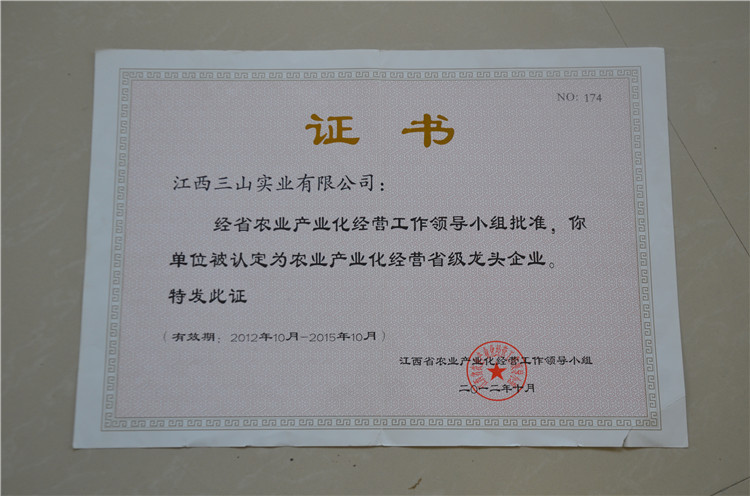 NO: 174
证书
江西三山实业有限公司：
经省农业产业化经营工作领导小组批准，你
单位被认定为农业产业化经营省级龙头企业。
特发此证
（有效期：2012年10月-2015年10月）
江西省农业产业化经营工作领导小组
二〇一二年十月